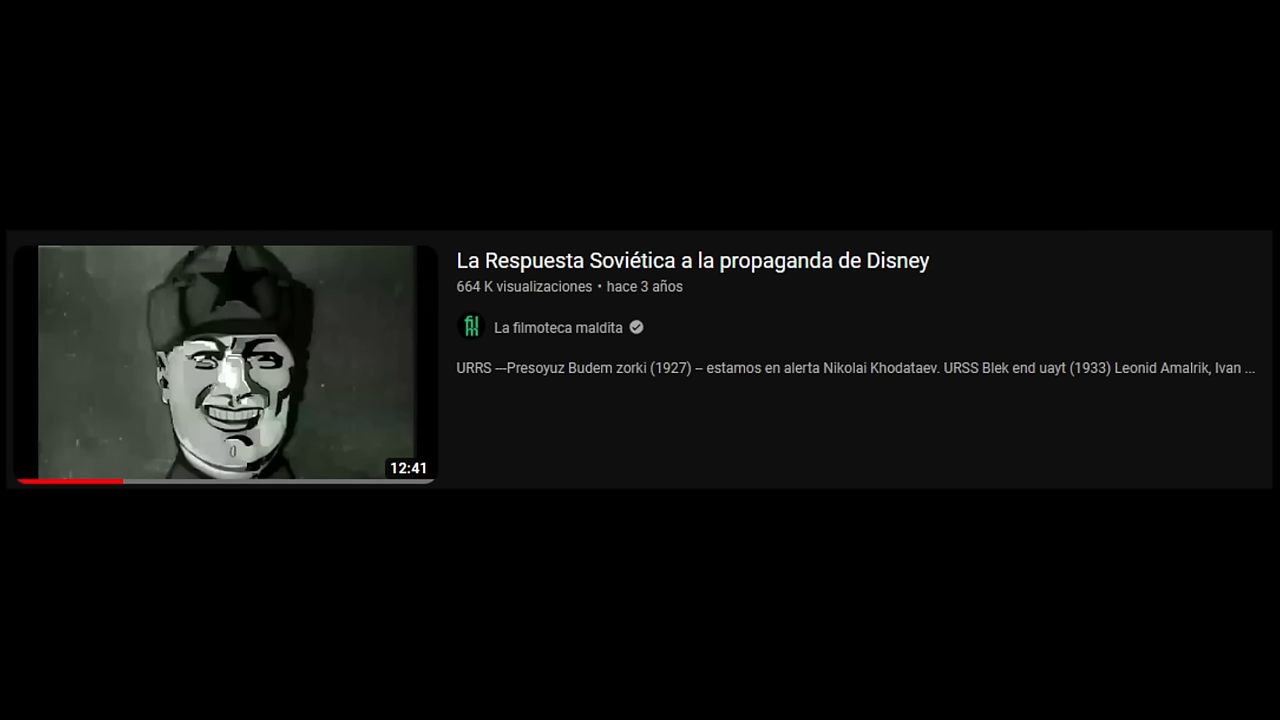 La Respuesta Soviética a la propaganda de Disney
664 K visualizaciones • hace 3 años
La filmoteca maldita
URRS ---Presoyuz Budem zorki (1927) -- estamos en alerta Nikolai Khodataev. URSS Blek end uayt (1933) Leonid Amalrik, Ivan ...
12:41